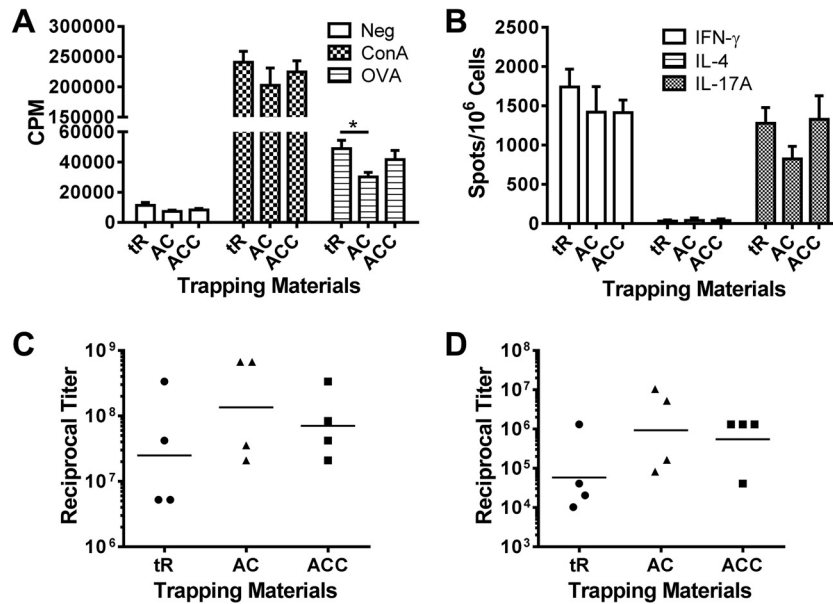 A
Neg
ConA
OVA
300000
250000
200000
150000
100000
60000
40000
20000
0
CPM
*
tR AC ACC tR AC ACC tR AC ACC
Trapping Materials
B
IFN-γ
IL-4
IL-17A
2500
2000
1500
1000
500
0
Spots/10⁶ Cells
tR AC ACC tR AC ACC tR AC ACC
Trapping Materials
C
10⁹
10⁸
10⁷
10⁶
Reciprocal Titer
tR AC ACC
Trapping Materials
D
10⁸
10⁷
10⁶
10⁵
10⁴
10³
Reciprocal Titer
tR AC ACC
Trapping Materials